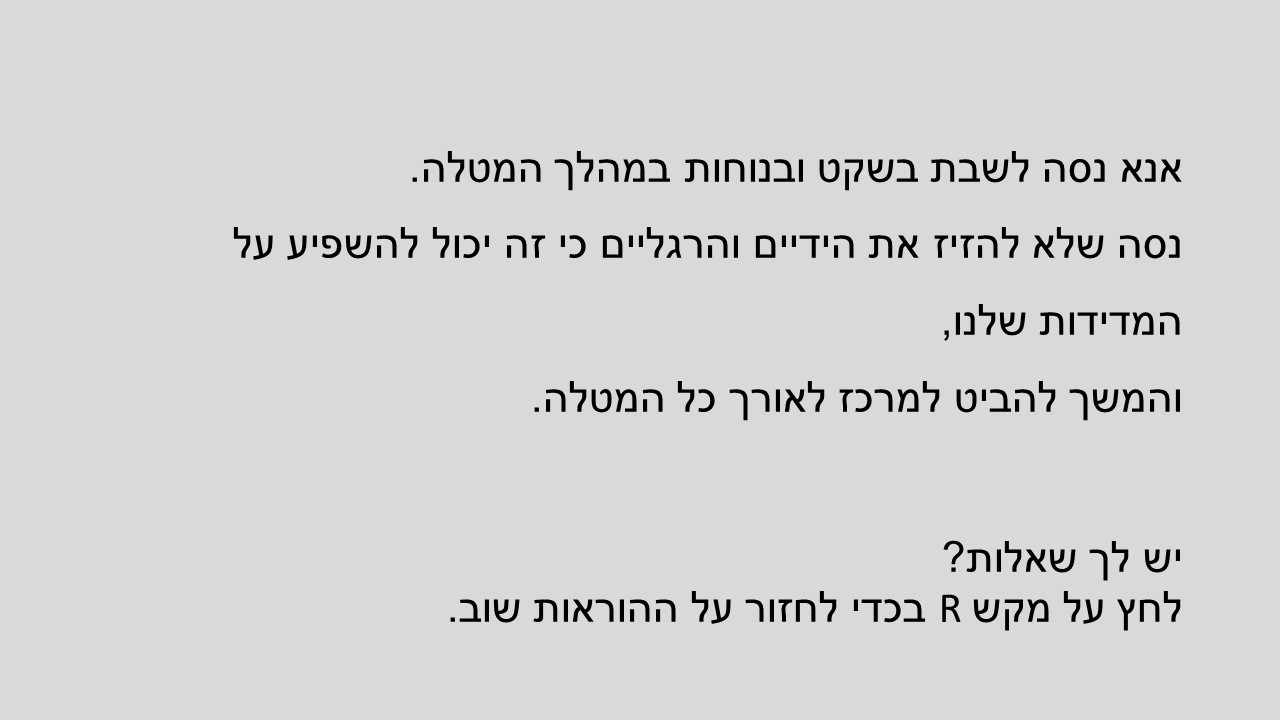 אנא נסה לשבת בשקט ובנוחות במהלך המטלה.
נסה שלא להזיז את הידיים והרגליים כי זה יכול להשפיע על
המדידות שלנו,
והמשך להביט למרכז לאורך כל המטלה.
יש לך שאלות?
לחץ על מקש R בכדי לחזור על ההוראות שוב.